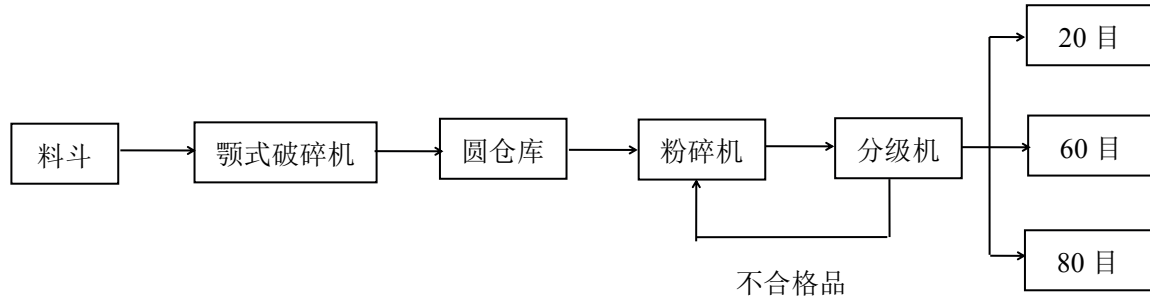 20 目
料斗
颚式破碎机
圆仓库
粉碎机
分级机
60 目
80 目
不合格品